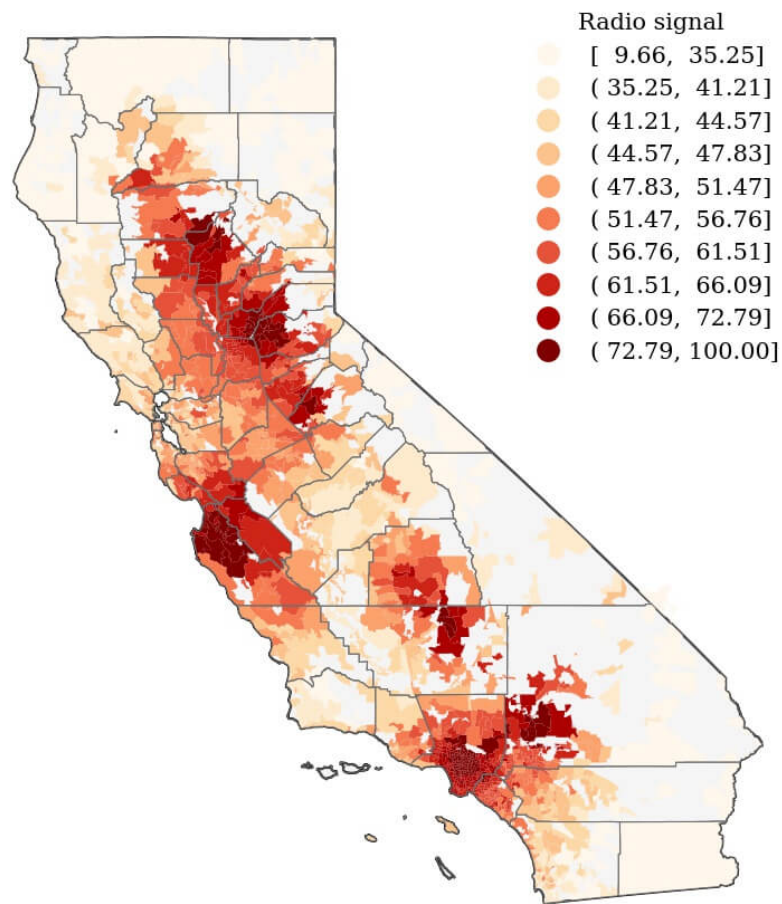 Radio signal
[  9.66,  35.25]
( 35.25,  41.21]
( 41.21,  44.57]
( 44.57,  47.83]
( 47.83,  51.47]
( 51.47,  56.76]
( 56.76,  61.51]
( 61.51,  66.09]
( 66.09,  72.79]
( 72.79, 100.00]